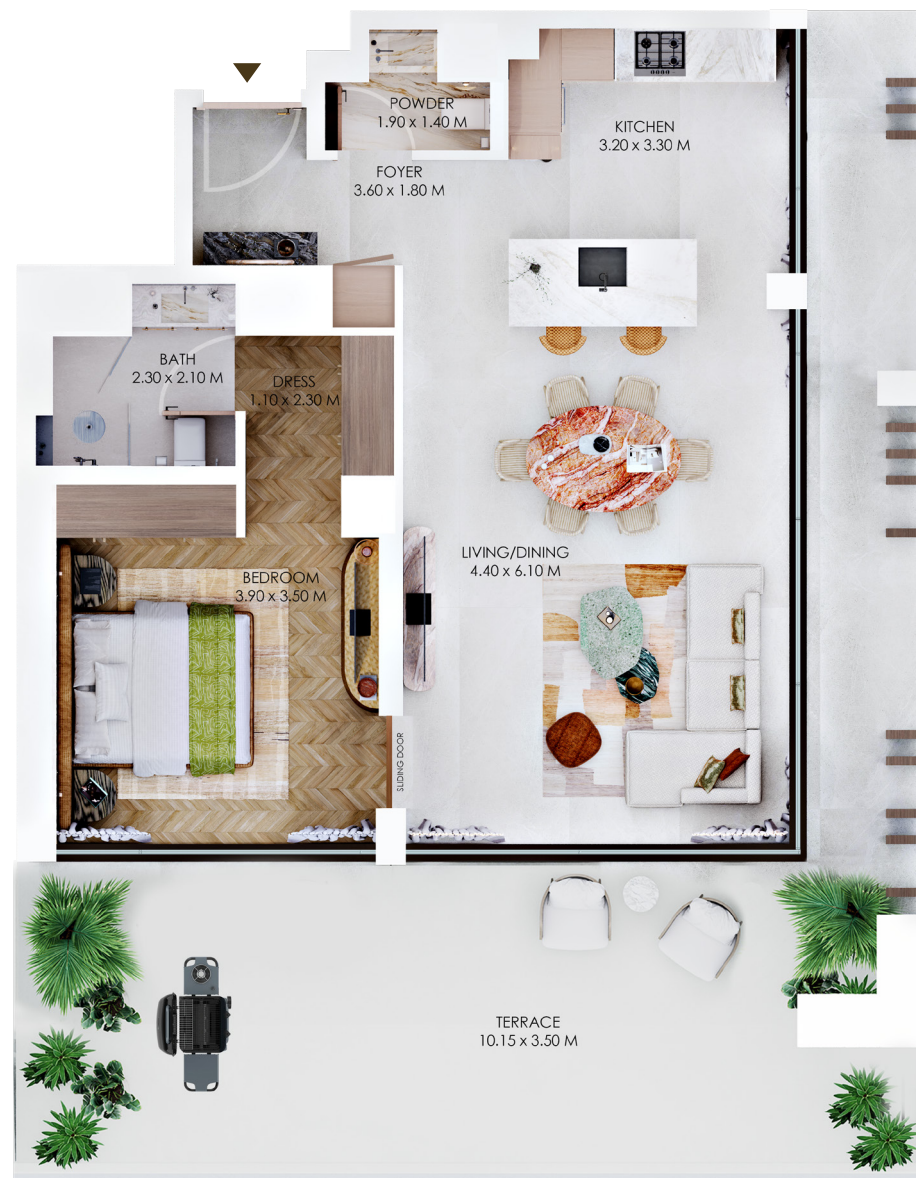 POWDER
1.90 x 1.40 M
KITCHEN
3.20 x 3.30 M
FOYER
3.60 x 1.80 M
BATH
2.30 x 2.10 M
DRESS
1.10 x 2.30 M
LIVING/DINING
4.40 x 6.10 M
BEDROOM
3.90 x 3.50 M
SLIDING DOOR
TERRACE
10.15 x 3.50 M